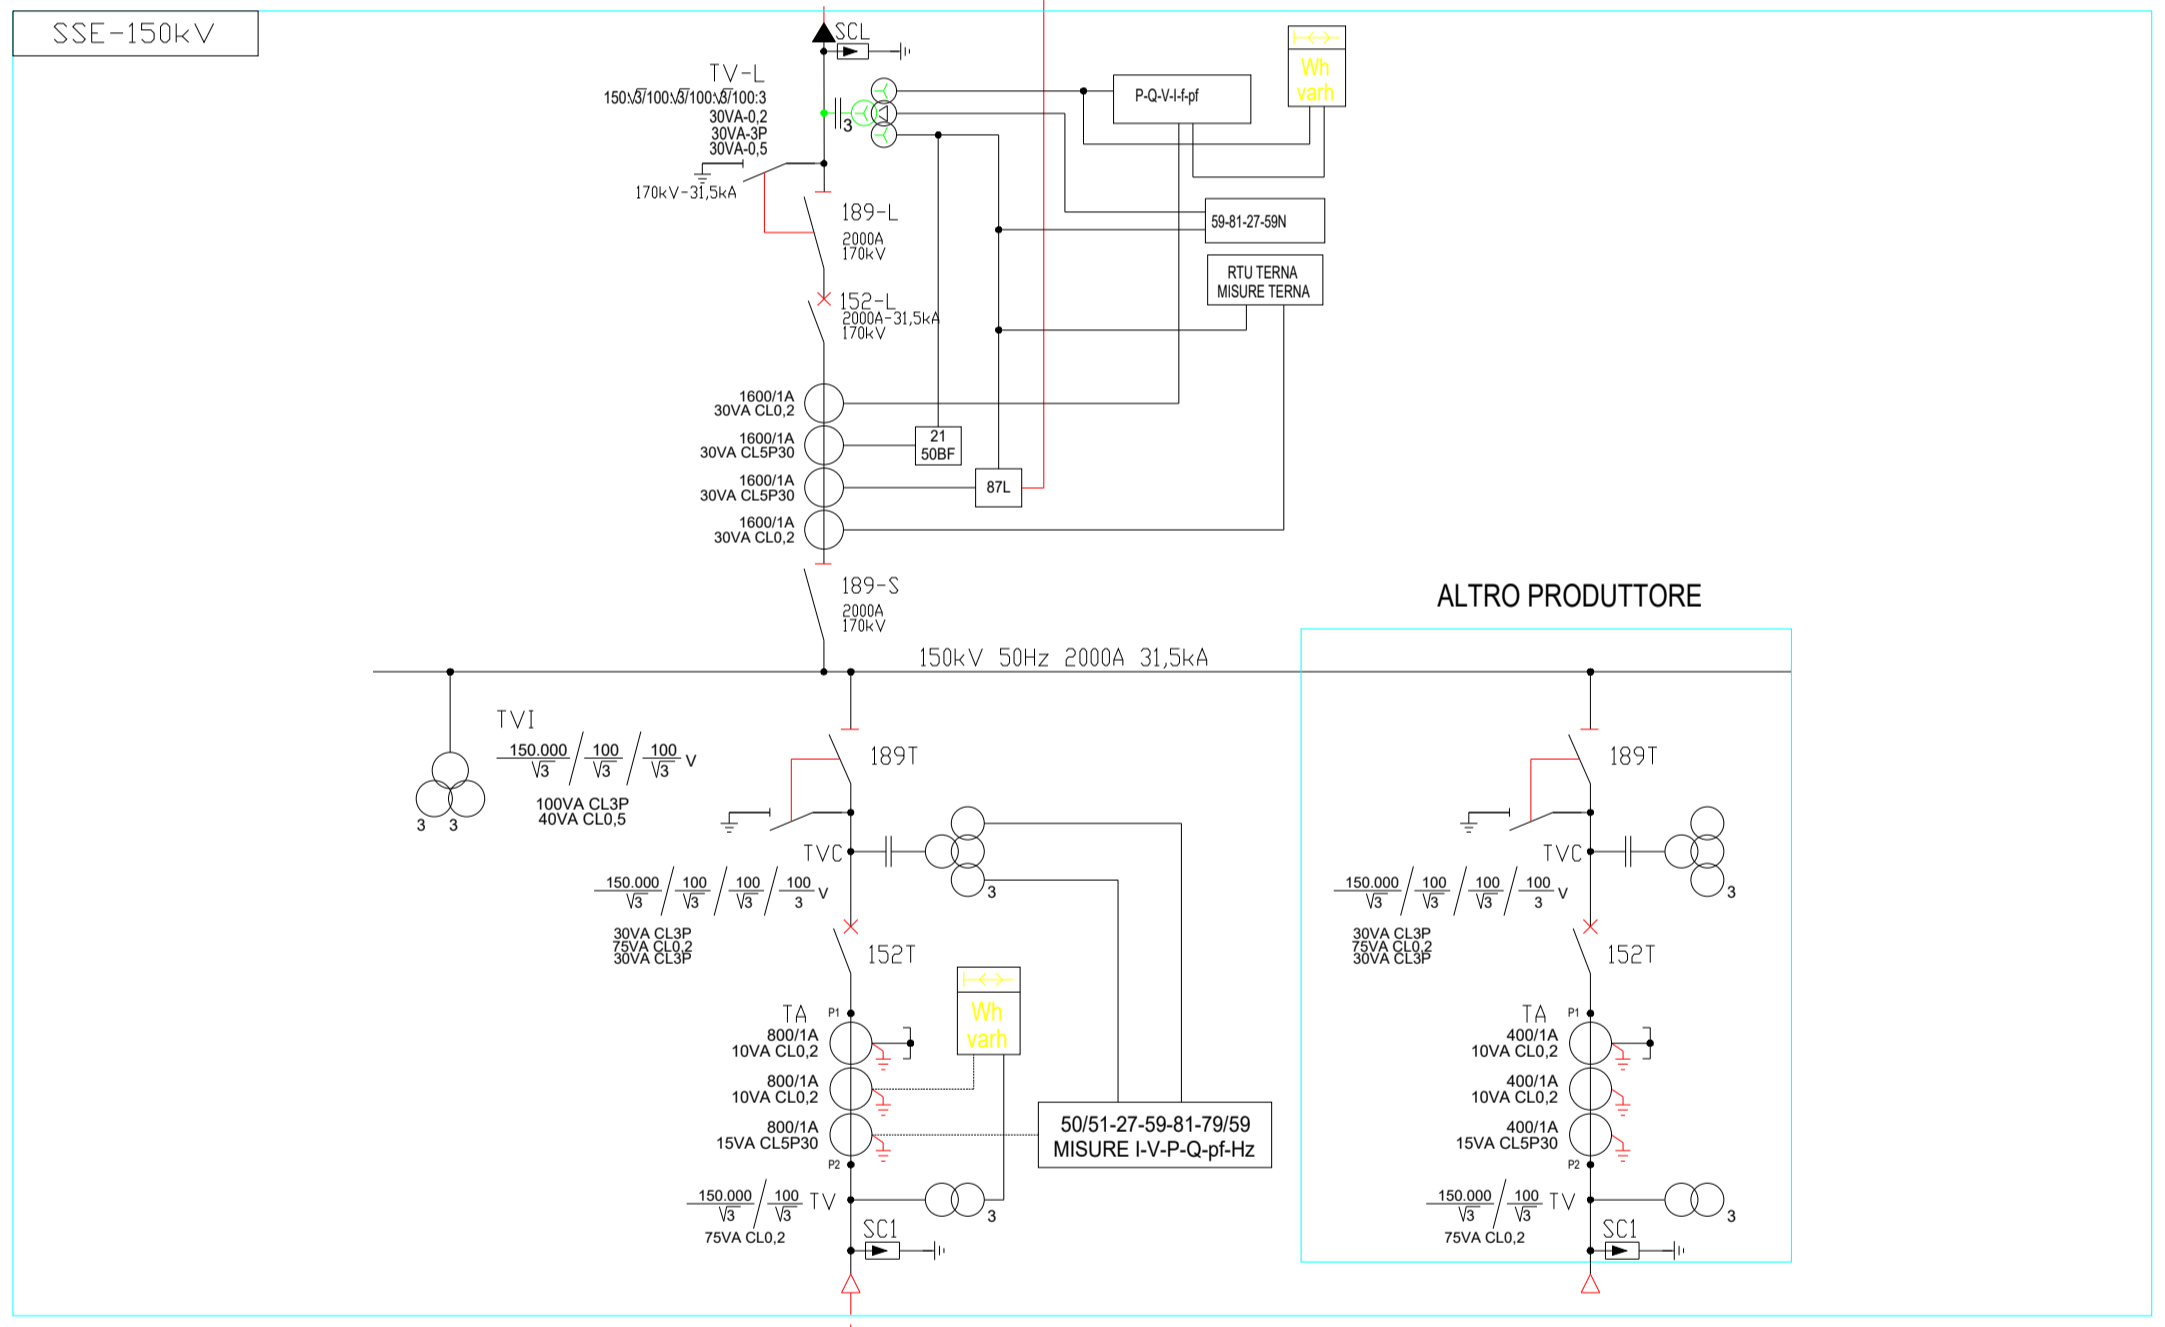 SSE-150kV
SCL
TV-L
150:√3/100:√3/100:√3/100:3
30VA-0,2
30VA-3P
30VA-0,5
3
P-Q-V-I-f-pf
Wh
varh
170kV-31,5kA
189-L
2000A
170kV
59-81-27-59N
RTU TERNA
MISURE TERNA
152-L
2000A-31,5kA
170kV
1600/1A
30VA CL0,2
1600/1A
30VA CL5P30
21
50BF
1600/1A
30VA CL5P30
87L
1600/1A
30VA CL0,2
189-S
2000A
170kV
ALTRO PRODUTTORE
150kV 50Hz 2000A 31,5kA
TVI
150.000/√3 / 100/√3 / 100/√3 V
100VA CL3P
40VA CL0,5
3 3
189T
TVC
150.000/√3 / 100/√3 / 100/√3 / 100/3 V
3
30VA CL3P
75VA CL0,2
30VA CL3P
152T
Wh
varh
TA P1
800/1A
10VA CL0,2
800/1A
10VA CL0,2
800/1A
15VA CL5P30
P2
50/51-27-59-81-79/59
MISURE I-V-P-Q-pf-Hz
150.000/√3 / 100/√3 TV
3
75VA CL0,2
SC1
189T
TVC
150.000/√3 / 100/√3 / 100/√3 / 100/3 V
3
30VA CL3P
75VA CL0,2
30VA CL3P
152T
TA P1
400/1A
10VA CL0,2
400/1A
10VA CL0,2
400/1A
15VA CL5P30
P2
150.000/√3 / 100/√3 TV
3
75VA CL0,2
SC1